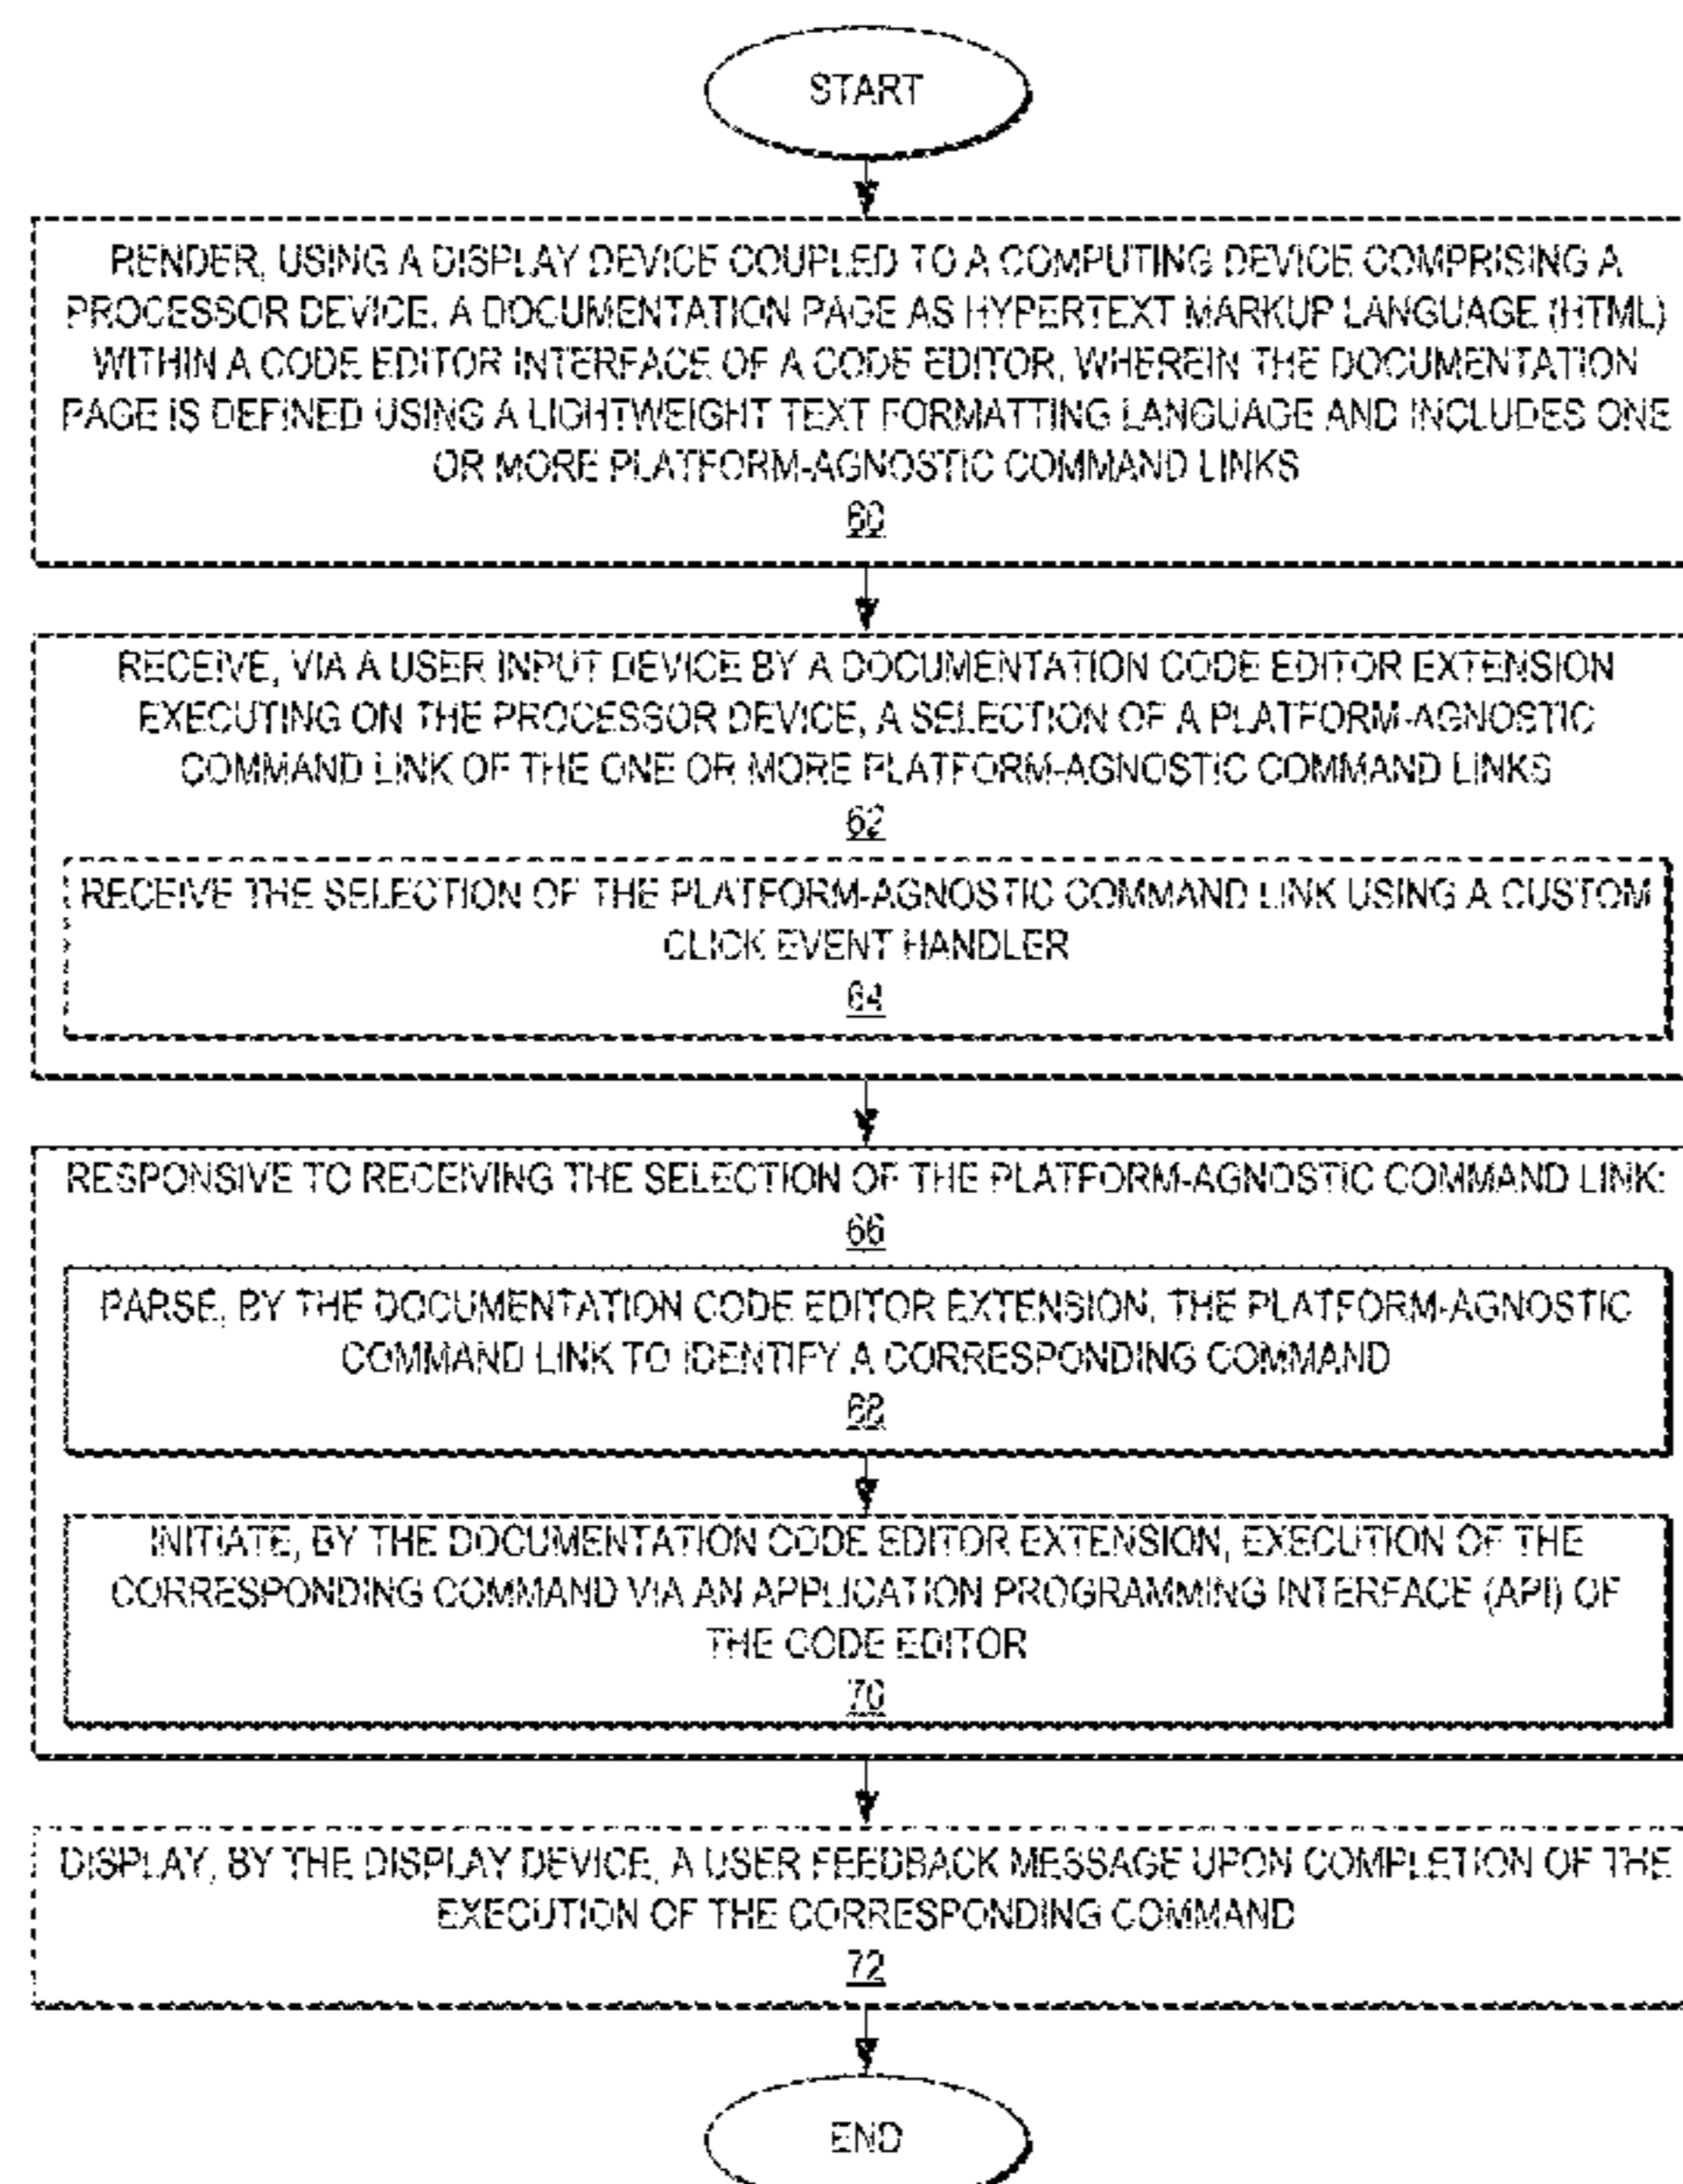 START
RENDER, USING A DISPLAY DEVICE COUPLED TO A COMPUTING DEVICE COMPRISING A
PROCESSOR DEVICE, A DOCUMENTATION PAGE AS HYPERTEXT MARKUP LANGUAGE (HTML)
WITHIN A CODE EDITOR INTERFACE OF A CODE EDITOR, WHEREIN THE DOCUMENTATION
PAGE IS DEFINED USING A LIGHTWEIGHT TEXT FORMATTING LANGUAGE AND INCLUDES ONE
OR MORE PLATFORM-AGNOSTIC COMMAND LINKS
60
RECEIVE, VIA A USER INPUT DEVICE BY A DOCUMENTATION CODE EDITOR EXTENSION
EXECUTING ON THE PROCESSOR DEVICE, A SELECTION OF A PLATFORM-AGNOSTIC
COMMAND LINK OF THE ONE OR MORE PLATFORM-AGNOSTIC COMMAND LINKS
62
RECEIVE THE SELECTION OF THE PLATFORM-AGNOSTIC COMMAND LINK USING A CUSTOM
CLICK EVENT HANDLER
64
RESPONSIVE TO RECEIVING THE SELECTION OF THE PLATFORM-AGNOSTIC COMMAND LINK:
66
PARSE, BY THE DOCUMENTATION CODE EDITOR EXTENSION, THE PLATFORM-AGNOSTIC
COMMAND LINK TO IDENTIFY A CORRESPONDING COMMAND
68
INITIATE, BY THE DOCUMENTATION CODE EDITOR EXTENSION, EXECUTION OF THE
CORRESPONDING COMMAND VIA AN APPLICATION PROGRAMMING INTERFACE (API) OF
THE CODE EDITOR
70
DISPLAY, BY THE DISPLAY DEVICE, A USER FEEDBACK MESSAGE UPON COMPLETION OF THE
EXECUTION OF THE CORRESPONDING COMMAND
72
END